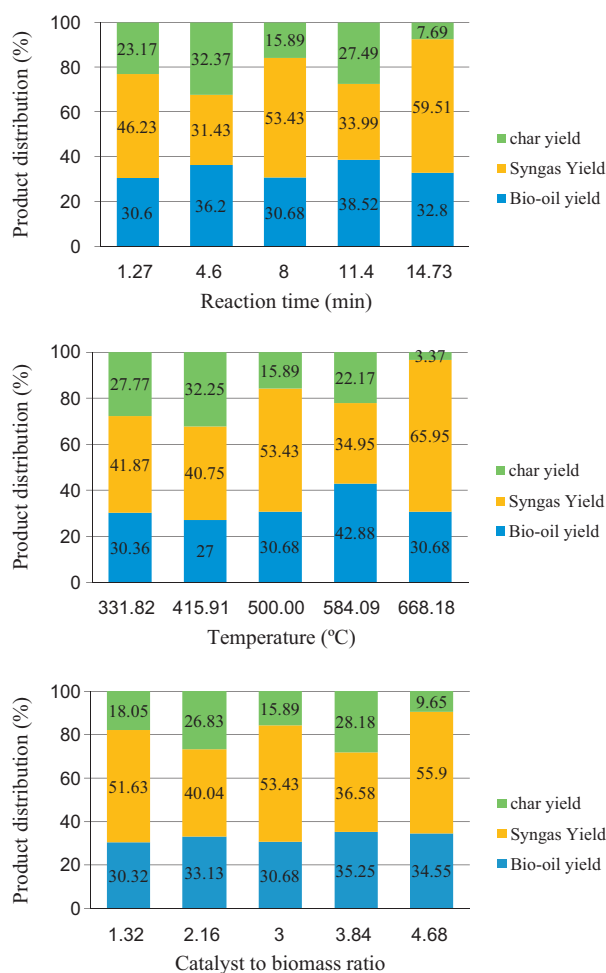 Product distribution (%)
100
80
60
40
20
0
23.17 32.37 15.89 27.49 7.69
46.23 31.43 53.43 33.99 59.51
30.6 36.2 30.68 38.52 32.8
1.27 4.6 8 11.4 14.73
Reaction time (min)
char yield
Syngas Yield
Bio-oil yield
Product distribution (%)
100
80
60
40
20
0
27.77 32.25 15.89 22.17 3.37
41.87 40.75 53.43 34.95 65.95
30.36 27 30.68 42.88 30.68
331.82 415.91 500.00 584.09 668.18
Temperature (ºC)
char yield
Syngas Yield
Bio-oil yield
Product distribution (%)
100
80
60
40
20
0
18.05 26.83 15.89 28.18 9.65
51.63 40.04 53.43 36.58 55.9
30.32 33.13 30.68 35.25 34.55
1.32 2.16 3 3.84 4.68
Catalyst to biomass ratio
char yield
Syngas Yield
Bio-oil yield